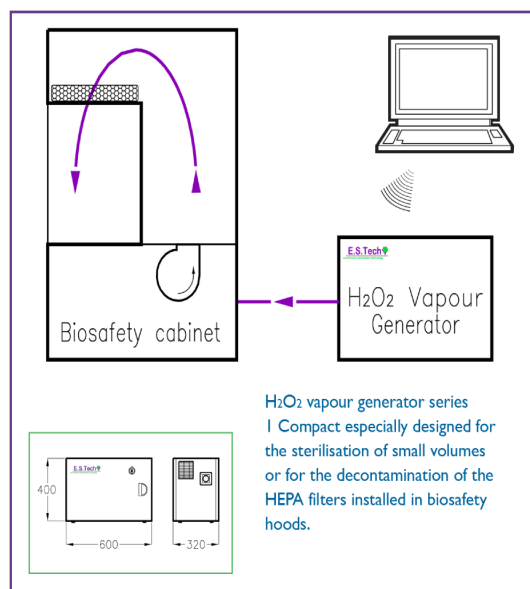 E.S.Tech
H2O2 Vapour
Generator
Biosafety cabinet
H2O2 vapour generator series
1 Compact especially designed for
the sterilisation of small volumes
or for the decontamination of the
HEPA filters installed in biosafety
hoods.
E.S.Tech
400
600
320